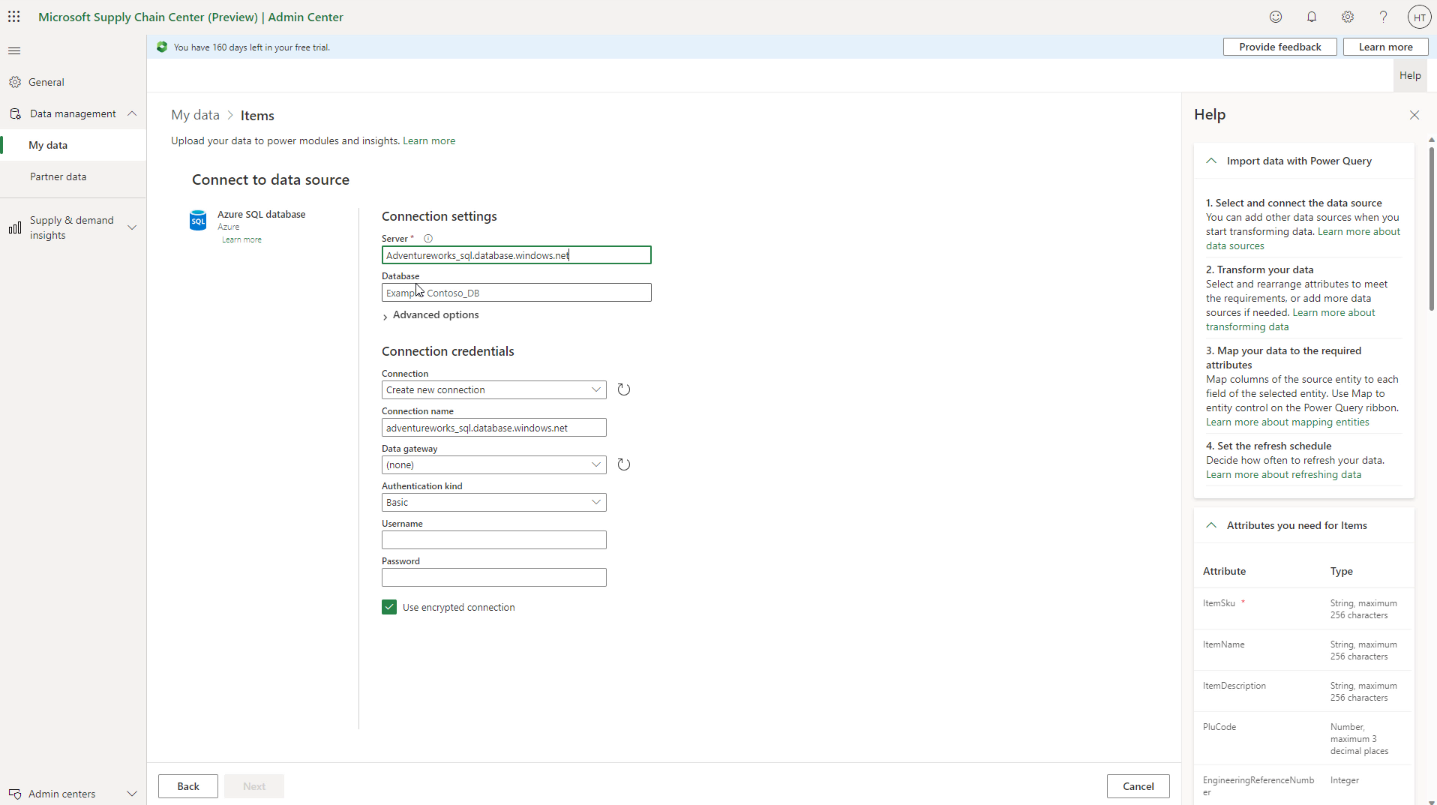 Microsoft Supply Chain Center (Preview) | Admin Center
HT
You have 160 days left in your free trial.
Provide feedback
Learn more
General
Data management
My data
Partner data
Supply & demand
insights
Admin centers
Help
My data > Items
Upload your data to power modules and insights. Learn more
Connect to data source
SQL
Azure SQL database
Azure
Learn more
Connection settings
Server *
Adventureworks_sql.database.windows.net
Database
Contoso_DB
Advanced options
Connection credentials
Connection
Create new connection
Connection name
adventureworks_sql.database.windows.net
Data gateway
(none)
Authentication kind
Basic
Username
Password
Use encrypted connection
Back
Next
Cancel
Help
Import data with Power Query
1. Select and connect the data source
You can add other data sources when you
start transforming data. Learn more about
data sources
2. Transform your data
Select and rearrange attributes to meet
the requirements, or add more data
sources if needed. Learn more about
transforming data
3. Map your data to the required
attributes
Map columns of the source entity to each
field of the selected entity. Use Map to
entity control on the Power Query ribbon.
Learn more about mapping entities
4. Set the refresh schedule
Decide how often to refresh your data.
Learn more about refreshing data
Attributes you need for Items
Attribute Type
ItemSku * String, maximum
256 characters
ItemName String, maximum
256 characters
ItemDescription String, maximum
256 characters
PluCode Number,
maximum 3
decimal places
EngineeringReferenceNumb Integer
er